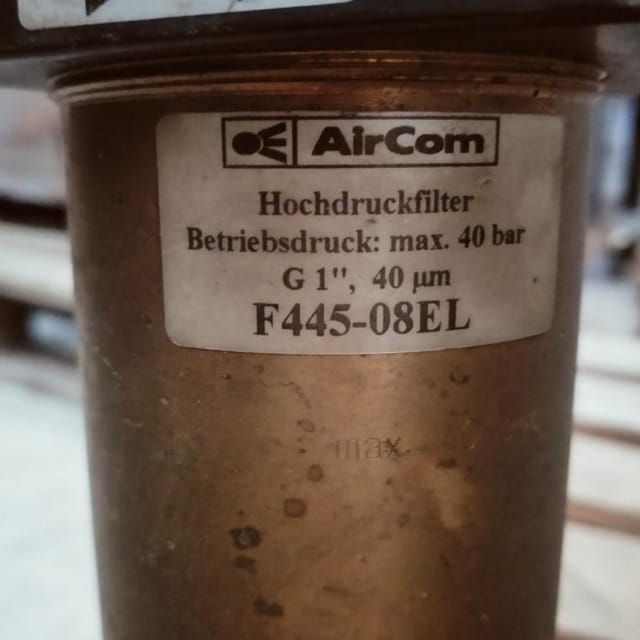 AirCom
Hochdruckfilter
Betriebsdruck: max. 40 bar
G 1", 40 µm
F445-08EL
max